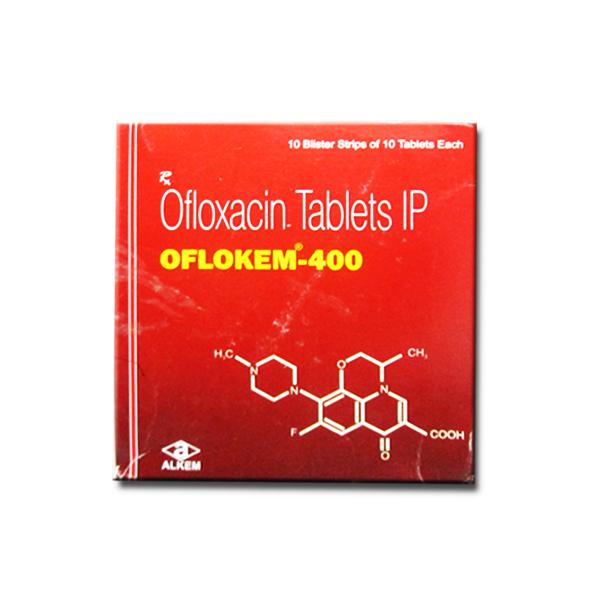 10 Blister Strips of 10 Tablets Each
Rx
Ofloxacin Tablets IP
OFLOKEM®-400
H₃C
N
N
O
CH₃
N
F
O
COOH
ALKEM